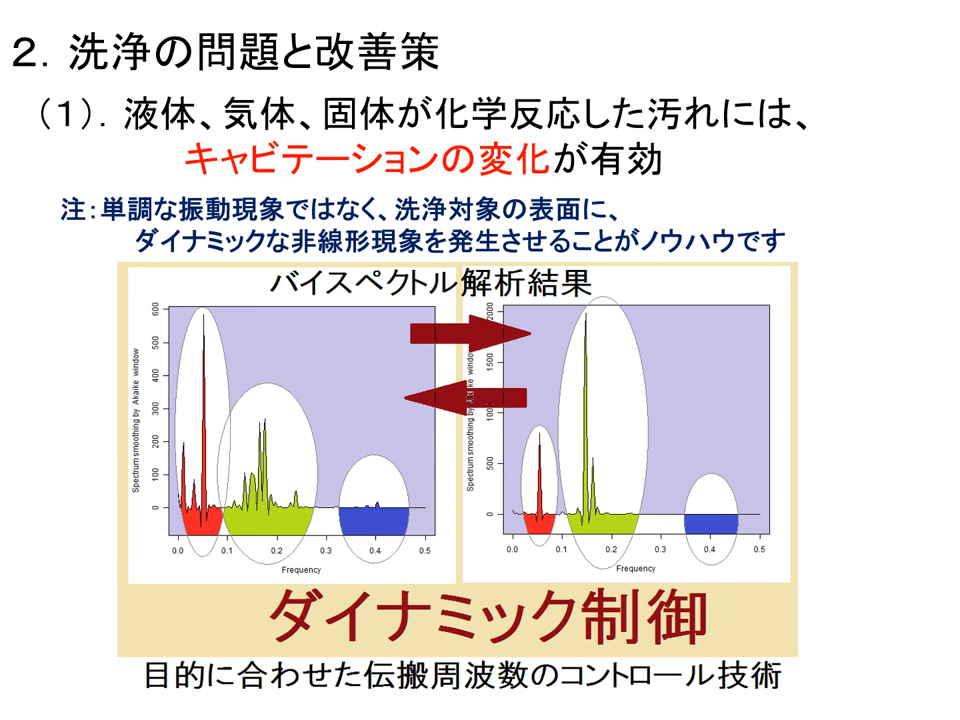 ２．洗浄の問題と改善策
（１）．液体、気体、固体が化学反応した汚れには、
キャビテーションの変化が有効
注：単調な振動現象ではなく、洗浄対象の表面に、
ダイナミックな非線形現象を発生させることがノウハウです
バイスペクトル解析結果
Spectrum smoothing by Akaike window
600
500
400
300
200
100
0
0.0 0.1 0.2 0.3 0.4 0.5
Frequency
Spectrum smoothing by Akaike window
2000
1500
1000
500
0
0.0 0.1 0.2 0.3 0.4 0.5
Frequency
ダイナミック制御
目的に合わせた伝搬周波数のコントロール技術